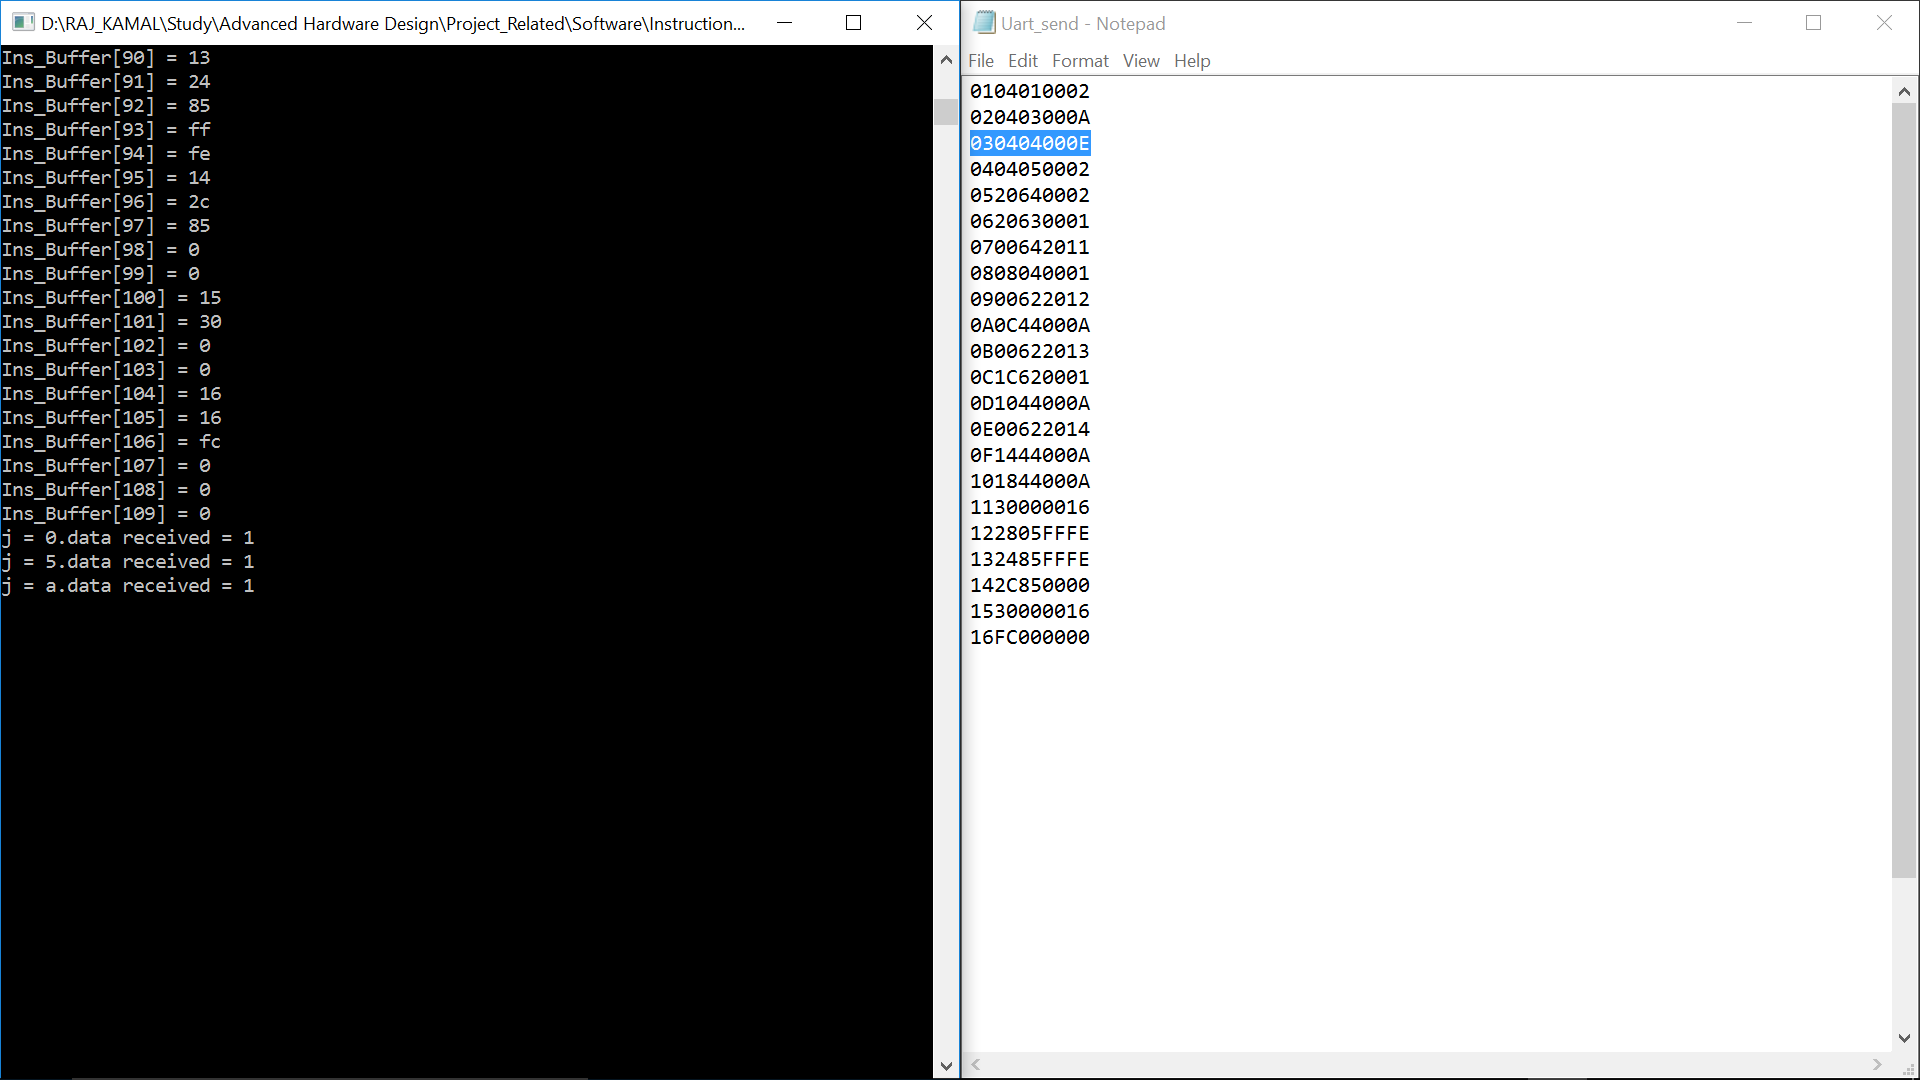 D:\RAJ_KAMAL\Study\Advanced Hardware Design\Project_Related\Software\Instruction...
Ins_Buffer[90] = 13
Ins_Buffer[91] = 24
Ins_Buffer[92] = 85
Ins_Buffer[93] = ff
Ins_Buffer[94] = fe
Ins_Buffer[95] = 14
Ins_Buffer[96] = 2c
Ins_Buffer[97] = 85
Ins_Buffer[98] = 0
Ins_Buffer[99] = 0
Ins_Buffer[100] = 15
Ins_Buffer[101] = 30
Ins_Buffer[102] = 0
Ins_Buffer[103] = 0
Ins_Buffer[104] = 16
Ins_Buffer[105] = 16
Ins_Buffer[106] = fc
Ins_Buffer[107] = 0
Ins_Buffer[108] = 0
Ins_Buffer[109] = 0
j = 0.data received = 1
j = 5.data received = 1
j = a.data received = 1
Uart_send - Notepad
File Edit Format View Help
0104010002
020403000A
030404000E
0404050002
0520640002
0620630001
0700642011
0808040001
0900622012
0A0C44000A
0B00622013
0C1C620001
0D1044000A
0E00622014
0F1444000A
101844000A
1130000016
122805FFFE
132485FFFE
142C850000
1530000016
16FC000000